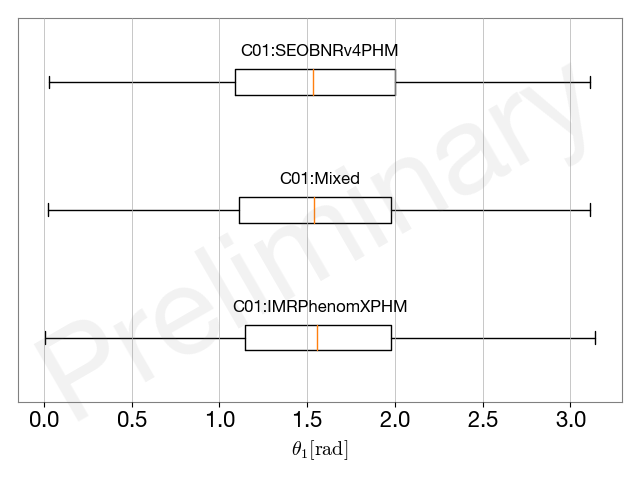 C01:SEOBNRv4PHM
C01:Mixed
C01:IMRPhenomXPHM
Preliminary
0.0 0.5 1.0 1.5 2.0 2.5 3.0
θ₁[rad]